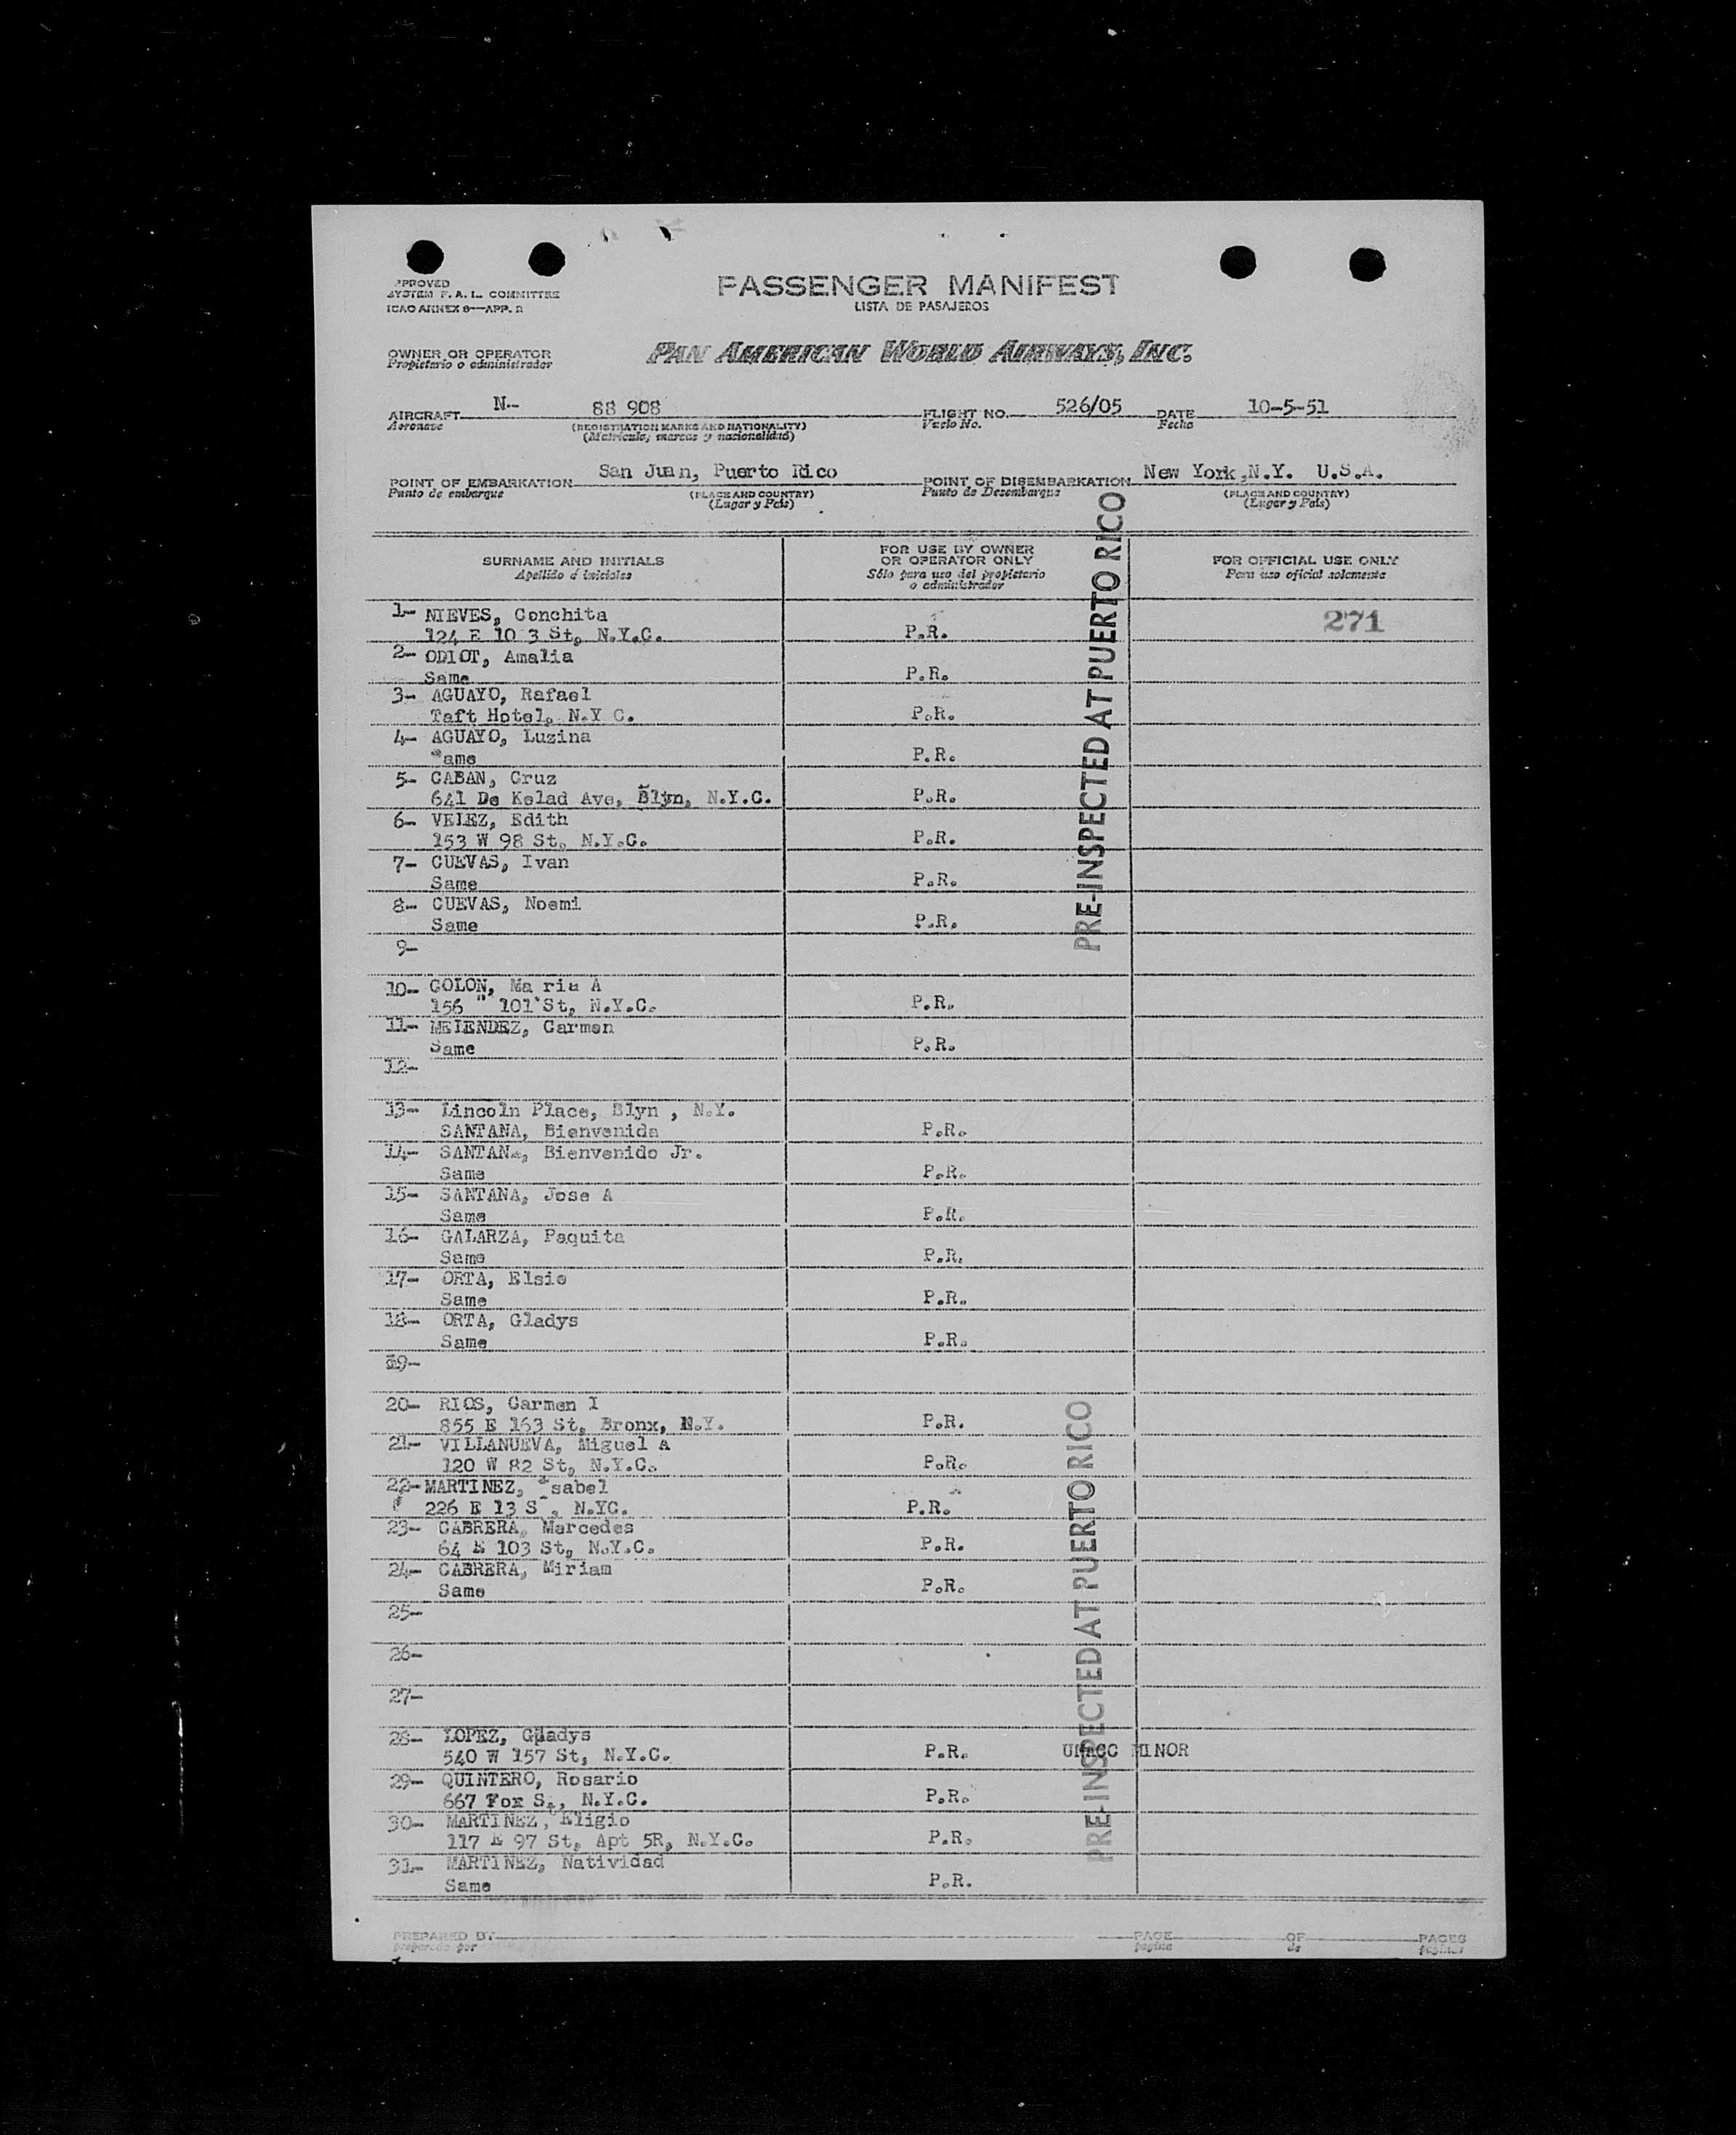 APPROVED
SYSTEM F. A. L. COMMITTEE
ICAO ANNEX 9—APP.
PASSENGER MANIFEST
LISTA DE PASAJEROS
OWNER OR OPERATOR
Propietario o administrador
PAN AMERICAN WORLD AIRWAYS, INC.
AIRCRAFT N- 88 908 FLIGHT NO. 526/05 DATE 10-5-51
Aeronave (REGISTRATION MARKS AND NATIONALITY) Vuelo No. Fecha
(Matricula, marcas y nacionalidad)
POINT OF EMBARKATION San Juan, Puerto Rico POINT OF DISEMBARKATION New York,N.Y. U.S.A.
Punto de embarque (PLACE AND COUNTRY) Punto de Desembarque (PLACE AND COUNTRY)
(Lugar y País) (Lugar y País)
SURNAME AND INITIALS
Apellido é iniciales
FOR USE BY OWNER
OR OPERATOR ONLY
Sólo para uso del propietario
o administrador
FOR OFFICIAL USE ONLY
Para uso oficial solamente
PRE-INSPECTED AT PUERTO RICO
1- NIEVES, Conchita 271
124 E 10 3 St, N.Y.C. P.R.
2- ODIOT, Amalia
Same P.R.
3- AGUAYO, Rafael
Taft Hotel, N.Y C. P.R.
4- AGUAYO, Luzina
Same P.R.
5- CABAN, Cruz
641 De Kelad Ave, Blyn, N.Y.C. P.R.
6- VELEZ, Edith
153 W 98 St, N.Y.C. P.R.
7- CUEVAS, Ivan
Same P.R.
8- CUEVAS, Noemi
Same P.R.
9-
10- COLON, Ma ria A
156 " 101 St, N.Y.C. P.R.
11- MELENDEZ, Carmen
Same P.R.
12-
13- Lincoln Place, Blyn , N.Y.
SANTANA, Bienvenida P.R.
14- SANTANA, Bienvenido Jr.
Same P.R.
15- SANTANA, Jose A
Same P.R.
16- GALARZA, Paquita
Same P.R.
17- ORTA, Elsie
Same P.R.
18- ORTA, Gladys
Same P.R.
19-
20- RIOS, Carmen I
855 E 163 St, Bronx, N.Y. P.R.
21- VILLANUEVA, Miguel A
120 W 82 St, N.Y.C. P.R.
22- MARTINEZ, Isabel
226 E 13 S , N.YC. P.R.
23- CABRERA, Mercedes
64 E 103 St, N.Y.C. P.R.
24- CABRERA, Miriam
Same P.R.
25-
26-
27-
28- LOPEZ, Gladys
540 W 157 St, N.Y.C. P.R. UNACC MINOR
29- QUINTERO, Rosario
667 Fox S , N.Y.C. P.R.
30- MARTINEZ, Eligio
117 E 97 St, Apt 5R, N.Y.C. P.R.
31- MARTINEZ, Natividad
Same P.R.
PRE-INSPECTED AT PUERTO RICO
PREPARED BY PAGE OF PAGES
preparado por pagina de páginas